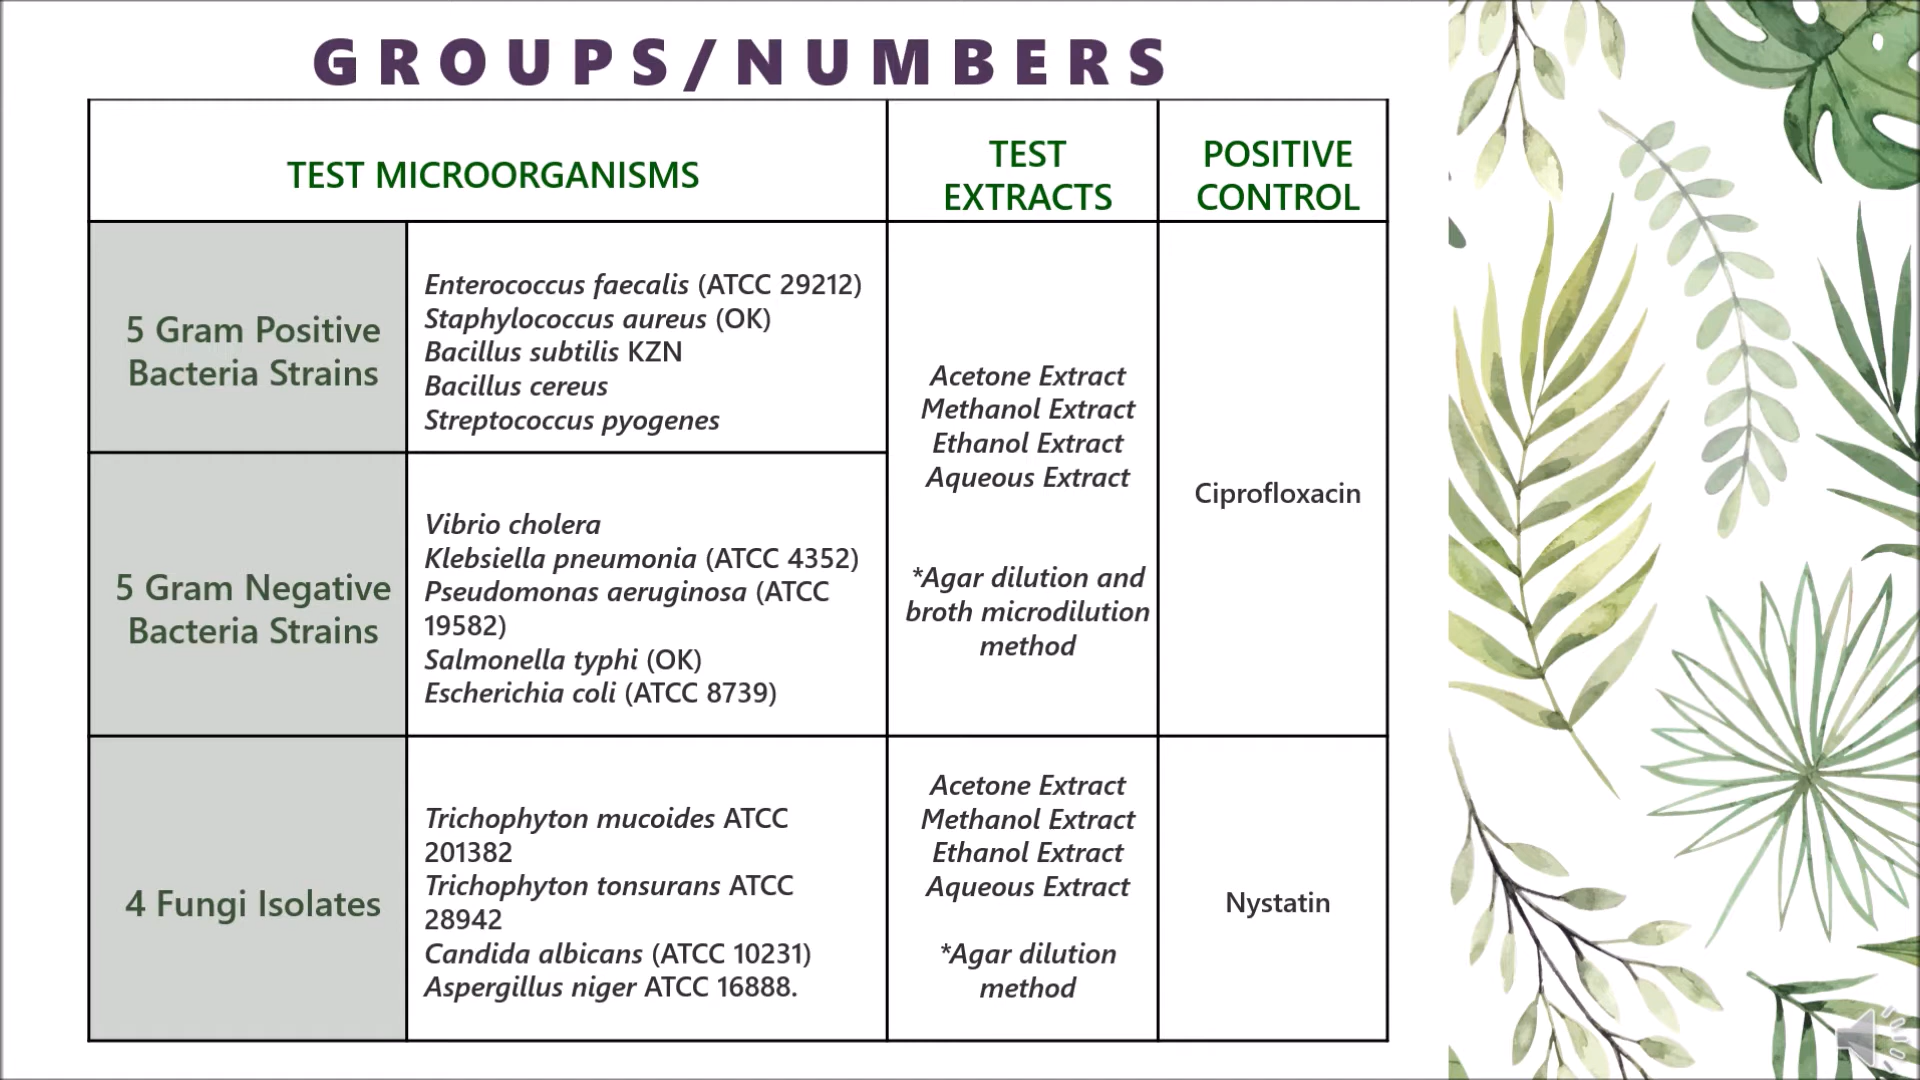 GROUPS/NUMBERS
TEST MICROORGANISMS
TEST
EXTRACTS
POSITIVE
CONTROL
5 Gram Positive
Bacteria Strains
Enterococcus faecalis (ATCC 29212)
Staphylococcus aureus (OK)
Bacillus subtilis KZN
Bacillus cereus
Streptococcus pyogenes
Acetone Extract
Methanol Extract
Ethanol Extract
Aqueous Extract
*Agar dilution and
broth microdilution
method
Ciprofloxacin
5 Gram Negative
Bacteria Strains
Vibrio cholera
Klebsiella pneumonia (ATCC 4352)
Pseudomonas aeruginosa (ATCC
19582)
Salmonella typhi (OK)
Escherichia coli (ATCC 8739)
4 Fungi Isolates
Trichophyton mucoides ATCC
201382
Trichophyton tonsurans ATCC
28942
Candida albicans (ATCC 10231)
Aspergillus niger ATCC 16888.
Acetone Extract
Methanol Extract
Ethanol Extract
Aqueous Extract
*Agar dilution
method
Nystatin